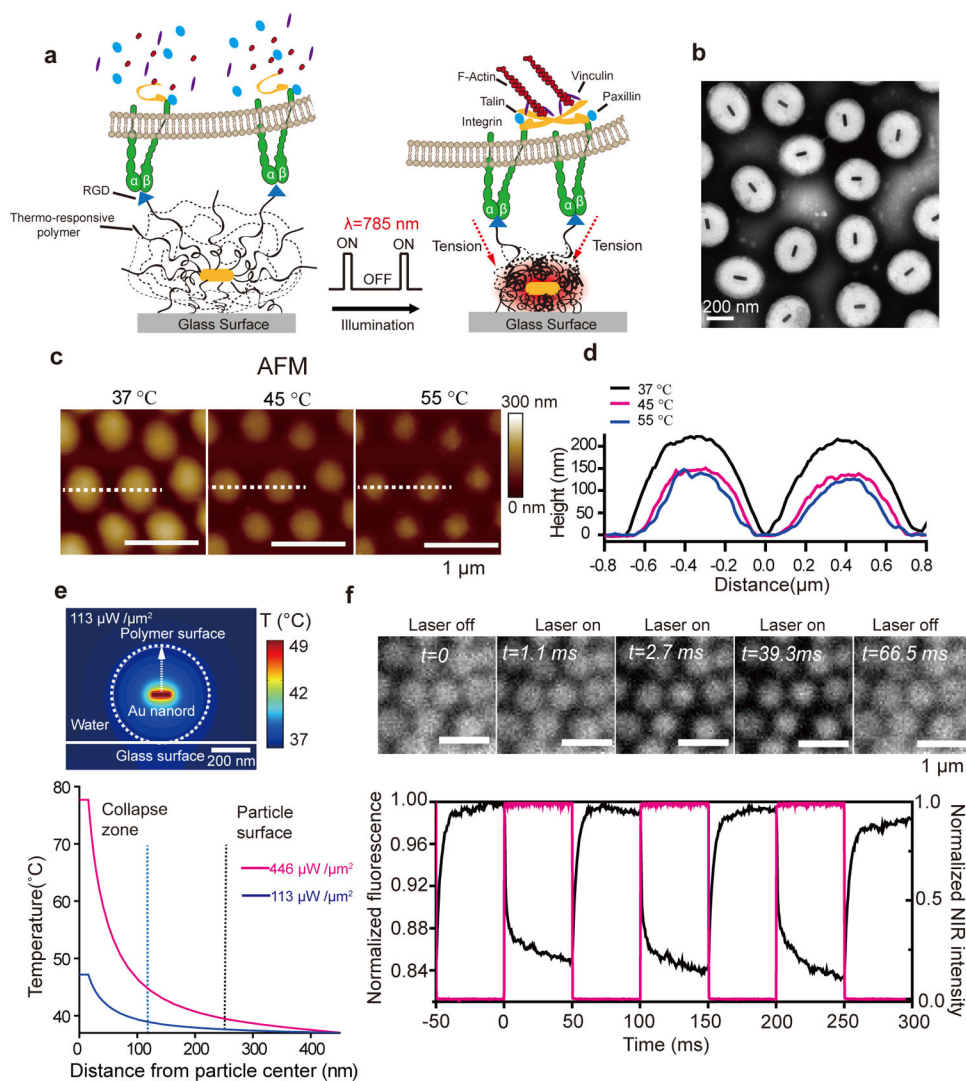 a
F-Actin
Vinculin
Talin
Paxillin
Integrin
α β
α β
α β
α β
RGD
Thermo-responsive
polymer
λ=785 nm
ON
ON
OFF
Illumination
Tension
Tension
Glass Surface
Glass Surface
b
200 nm
c
AFM
37 °C
45 °C
55 °C
300 nm
0 nm
1 μm
d
37 °C
45 °C
55 °C
Height (nm)
200
150
100
50
0
-0.8
-0.6
-0.4
-0.2
0.0
0.2
0.4
0.6
0.8
Distance(μm)
e
113 μW /μm²
Polymer surface
Au nanord
Water
Glass surface
200 nm
T (°C)
49
42
37
Temperature(°C)
80
70
60
50
40
Collapse
zone
Particle
surface
446 μW /μm²
113 μW /μm²
0
100
200
300
400
Distance from particle center (nm)
f
Laser off
Laser on
Laser on
Laser on
Laser off
t=0
t=1.1 ms
t=2.7 ms
t=39.3ms
t=66.5 ms
1 μm
Normalized fluorescence
1.00
0.96
0.92
0.88
0.84
1.0
0.5
0.0
Normalized NIR
intensity
-50
0
50
100
150
200
250
300
Time (ms)